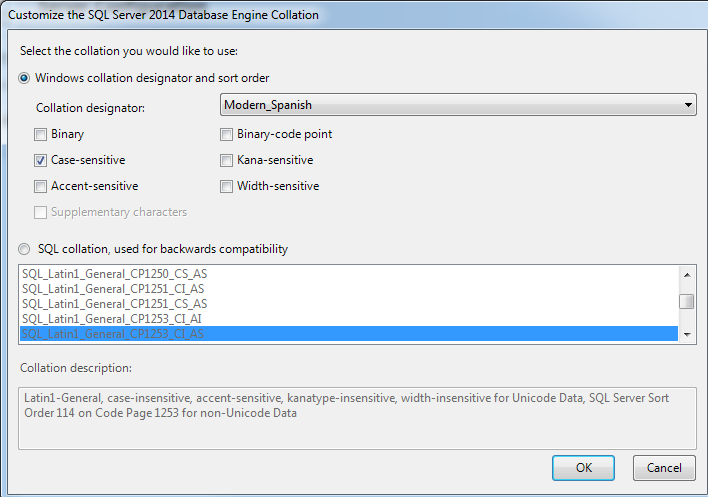 Customize the SQL Server 2014 Database Engine Collation
Select the collation you would like to use:
Windows collation designator and sort order
Collation designator:
Modern_Spanish
Binary
Binary-code point
Case-sensitive
Kana-sensitive
Accent-sensitive
Width-sensitive
Supplementary characters
SQL collation, used for backwards compatibility
SQL_Latin1_General_CP1250_CS_AS
SQL_Latin1_General_CP1251_CI_AS
SQL_Latin1_General_CP1251_CS_AS
SQL_Latin1_General_CP1253_CI_AI
SQL_Latin1_General_CP1253_CI_AS
Collation description:
Latin1-General, case-insensitive, accent-sensitive, kanatype-insensitive, width-insensitive for Unicode Data, SQL Server Sort
Order 114 on Code Page 1253 for non-Unicode Data
OK
Cancel